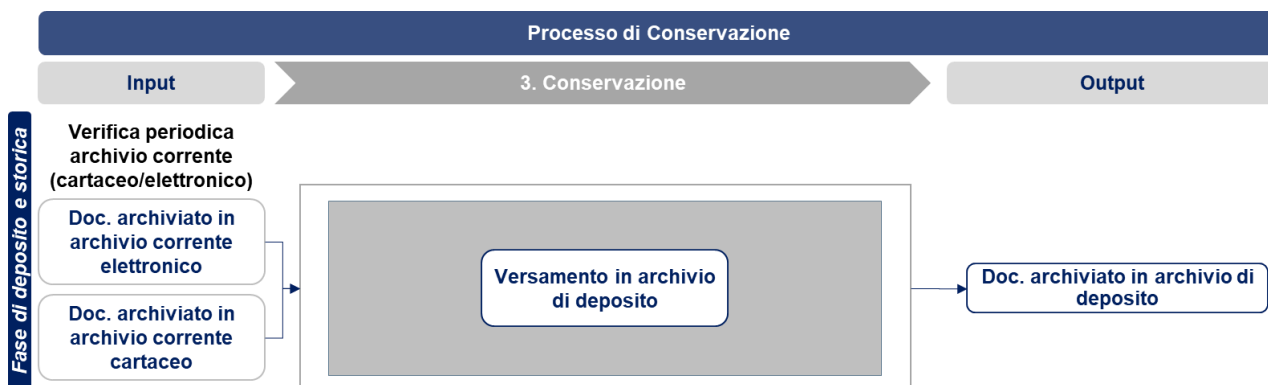 Processo di Conservazione
Input
3. Conservazione
Output
Fase di deposito e storica
Verifica periodica
archivio corrente
(cartaceo/elettronico)
Doc. archiviato in
archivio corrente
elettronico
Doc. archiviato in
archivio corrente
cartaceo
Versamento in archivio
di deposito
Doc. archiviato in archivio di
deposito